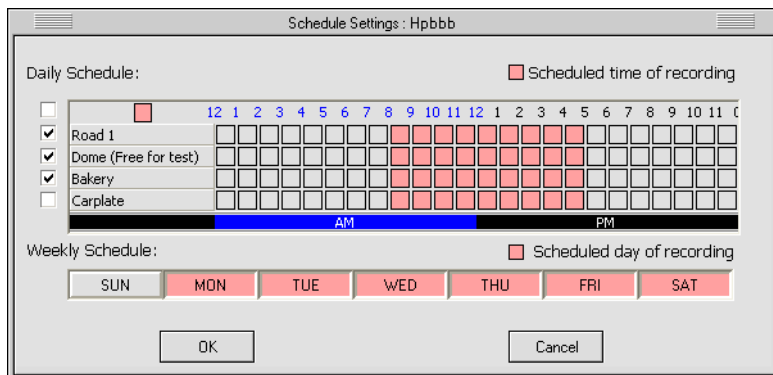 Schedule Settings : Hpbbb
Daily Schedule:
Scheduled time of recording
12 1 2 3 4 5 6 7 8 9 10 11 12 1 2 3 4 5 6 7 8 9 10 11
Road 1
Dome (Free for test)
Bakery
Carplate
AM PM
Weekly Schedule:
Scheduled day of recording
SUN MON TUE WED THU FRI SAT
OK Cancel